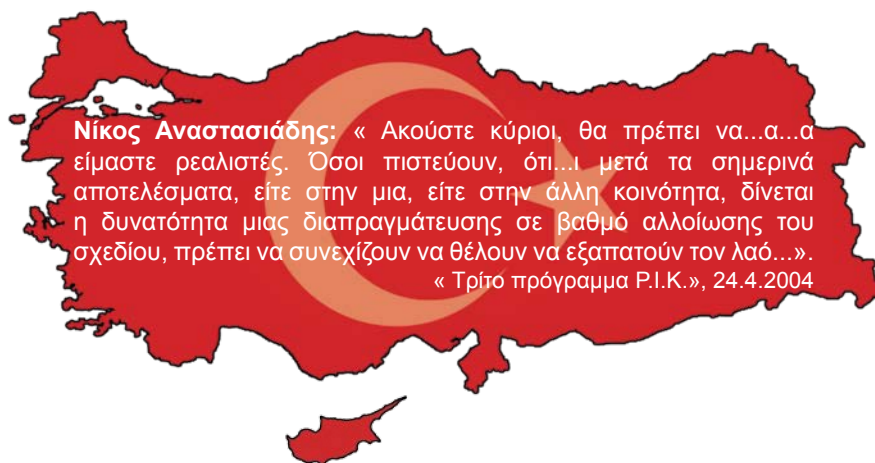 Νίκος Αναστασιάδης: « Ακούστε κύριοι, θα πρέπει να...α...α
είμαστε ρεαλιστές. Όσοι πιστεύουν, ότι...ι μετά τα σημερινά
αποτελέσματα, είτε στην μια, είτε στην άλλη κοινότητα, δίνεται
η δυνατότητα μιας διαπραγμάτευσης σε βαθμό αλλοίωσης του
σχεδίου, πρέπει να συνεχίζουν να θέλουν να εξαπατούν τον λαό...».
« Τρίτο πρόγραμμα Ρ.Ι.Κ.», 24.4.2004